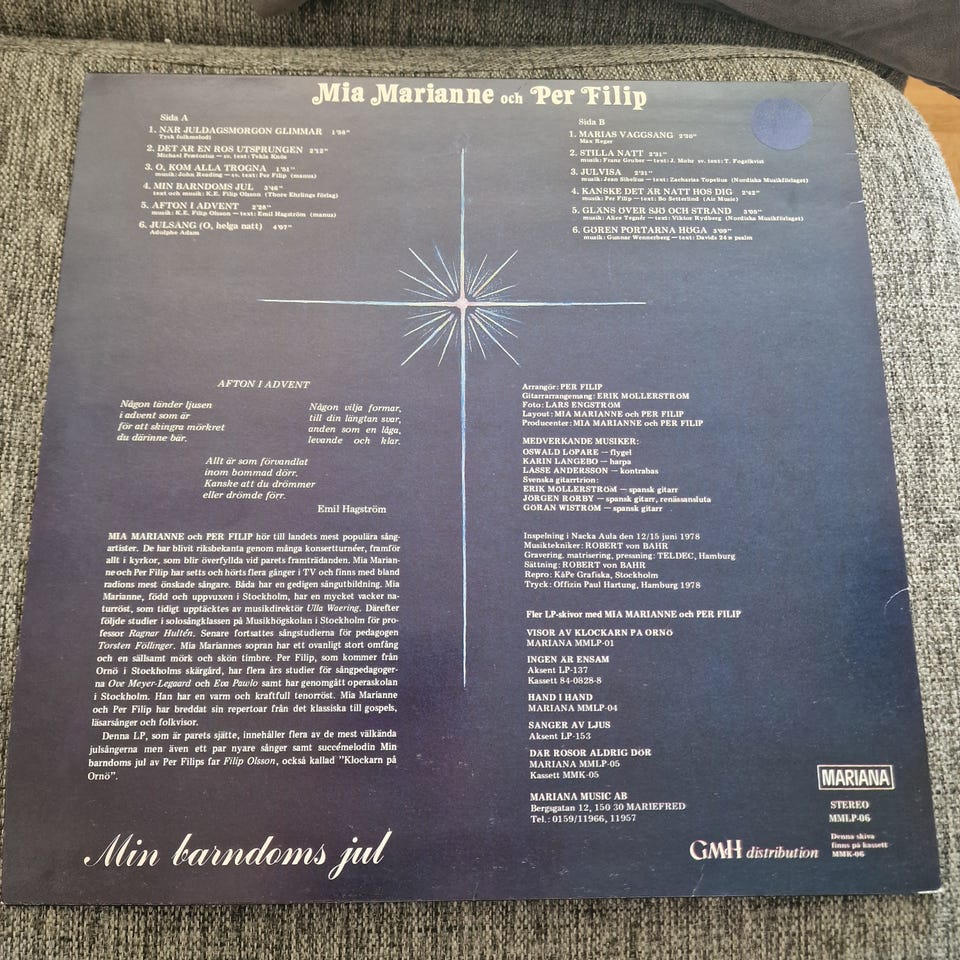 Mia Marianne och Per Filip
Sida A
1. NÄR JULDAGSMORGON GLIMMAR 1'38"
Tysk folkmelodi
2. DET ÄR EN ROS UTSPRUNGEN 2'12"
Michael Prætorius — sv. text: Tekla Knös
3. O, KOM ALLA TROGNA 1'51"
musik: John Reading — sv. text: Per Filip (manus)
4. MIN BARNDOMS JUL 3'46"
text och musik: K.E. Filip Olsson (Thore Ehrlings förlag)
5. AFTON I ADVENT 2'28"
musik: K.E. Filip Olsson — text: Emil Hagström (manus)
6. JULSÅNG (O, helga natt) 4'07"
Adolphe Adam
Sida B
1. MARIAS VAGGSÅNG 2'30"
Max Reger
2. STILLA NATT 2'31"
musik: Franz Gruber — text: J. Mohr sv. text: T. Fogelkvist
3. JULVISA 2'31"
musik: Jean Sibelius — text: Zacharias Topelius (Nordiska Musikförlaget)
4. KANSKE DET ÄR NATT HOS DIG 2'42"
musik: Per Filip — text: Bo Setterlind (Air Music)
5. GLÄNS ÖVER SJÖ OCH STRAND 3'05"
musik: Alice Tegnér — text: Viktor Rydberg (Nordiska Musikförlaget)
6. GÖREN PORTARNA HÖGA 3'09"
musik: Gunnar Wennerberg — text: Davids 24:e psalm
AFTON I ADVENT
Någon tänder ljusen
i advent som är
för att skingra mörkret
du därinne bär.
Någon vilja formar,
till din längtan svar,
anden som en låga,
levande och klar.
Allt är som förvandlat
inom bommad dörr.
Kanske att du drömmer
eller drömde förr.
Emil Hagström
MIA MARIANNE och PER FILIP hör till landets mest populära sång-
artister. De har blivit riksbekanta genom många konsertturnéer, framför
allt i kyrkor, som blir överfyllda vid parets framträdanden. Mia Marian-
ne och Per Filip har setts och hörts flera gånger i TV och finns med bland
radions mest önskade sångare. Båda har en gedigen sångutbildning. Mia
Marianne, född och uppvuxen i Stockholm, har en mycket vacker na-
turröst, som tidigt upptäcktes av musikdirektör Ulla Waering. Därefter
följde studier i solosångklassen på Musikhögskolan i Stockholm för pro-
fessor Ragnar Hultén. Senare fortsattes sångstudierna för pedagogen
Torsten Föllinger. Mia Mariannes sopran har ett ovanligt stort omfång
och en sällsamt mörk och skön timbre. Per Filip, som kommer från
Ornö i Stockholms skärgård, har flera års studier för sångpedagoger-
na Ove Meyer-Legaard och Eva Pawlo samt har genomgått operaskolan
i Stockholm. Han har en varm och kraftfull tenorröst. Mia Marianne
och Per Filip har breddat sin repertoar från det klassiska till gospels,
läsarsånger och folkvisor.
Denna LP, som är parets sjätte, innehåller flera av de mest välkända
julsångerna men även ett par nyare sånger samt succémelodin Min
barndoms jul av Per Filips far Filip Olsson, också kallad "Klockarn på
Ornö".
Min barndoms jul
Arrangör: PER FILIP
Gitarrarrangemang: ERIK MÖLLERSTRÖM
Foto: LARS ENGSTRÖM
Layout: MIA MARIANNE och PER FILIP
Producenter: MIA MARIANNE och PER FILIP
MEDVERKANDE MUSIKER:
OSWALD LÖPARE — flygel
KARIN LANGEBO — harpa
LASSE ANDERSSON — kontrabas
Svenska gitarrtrion:
ERIK MÖLLERSTRÖM — spansk gitarr
JÖRGEN RÖRBY — spansk gitarr, renässansluta
GÖRAN WISTRÖM — spansk gitarr
Inspelning i Nacka Aula den 12/15 juni 1978
Musiktekniker: ROBERT von BAHR
Gravering, matrisering, pressning: TELDEC, Hamburg
Sättning: ROBERT von BAHR
Repro: KåPe Grafiska, Stockholm
Tryck: Offizin Paul Hartung, Hamburg 1978
Fler LP-skivor med MIA MARIANNE och PER FILIP
VISOR AV KLOCKARN PÅ ORNÖ
MARIANA MMLP-01
INGEN ÄR ENSAM
Aksent LP-137
Kassett 84-0828-8
HAND I HAND
MARIANA MMLP-04
SÅNGER AV LJUS
Aksent LP-153
DÄR ROSOR ALDRIG DÖR
MARIANA MMLP-05
Kassett MMK-05
MARIANA MUSIC AB
Bergsgatan 12, 150 30 MARIEFRED
Tel.: 0159/11966, 11957
MARIANA
STEREO
MMLP-06
Denna skiva
finns på kassett
MMK-06
GMH distribution